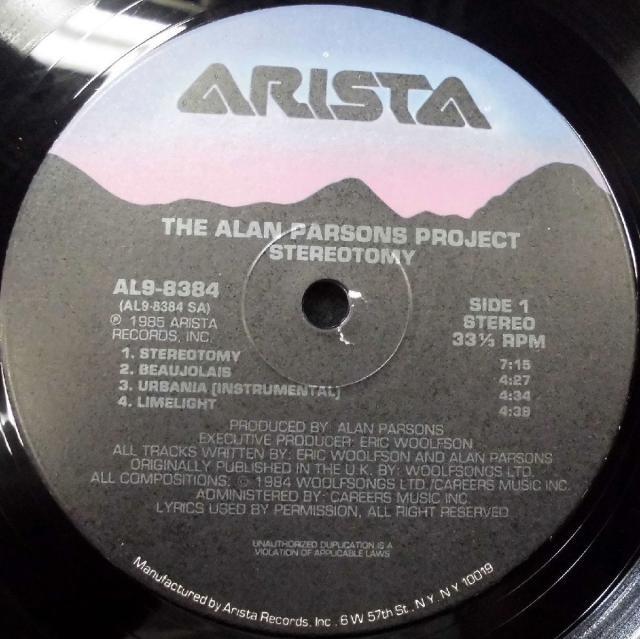 ARISTA
THE ALAN PARSONS PROJECT
STEREOTOMY
AL9-8384
(AL9-8384 SA)
℗ 1985 ARISTA
RECORDS, INC.
SIDE 1
STEREO
33⅓ RPM
1. STEREOTOMY 7:15
2. BEAUJOLAIS 4:27
3. URBANIA (INSTRUMENTAL) 4:34
4. LIMELIGHT 4:39
PRODUCED BY: ALAN PARSONS
EXECUTIVE PRODUCER: ERIC WOOLFSON
ALL TRACKS WRITTEN BY: ERIC WOOLFSON AND ALAN PARSONS
ORIGINALLY PUBLISHED IN THE U.K. BY: WOOLFSONGS LTD.
ALL COMPOSITIONS: © 1984 WOOLFSONGS LTD./CAREERS MUSIC INC.
ADMINISTERED BY: CAREERS MUSIC INC.
LYRICS USED BY PERMISSION, ALL RIGHT RESERVED
UNAUTHORIZED DUPLICATION IS A
VIOLATION OF APPLICABLE LAWS
Manufactured by Arista Records, Inc., 6 W 57th St., N.Y., N.Y. 10019